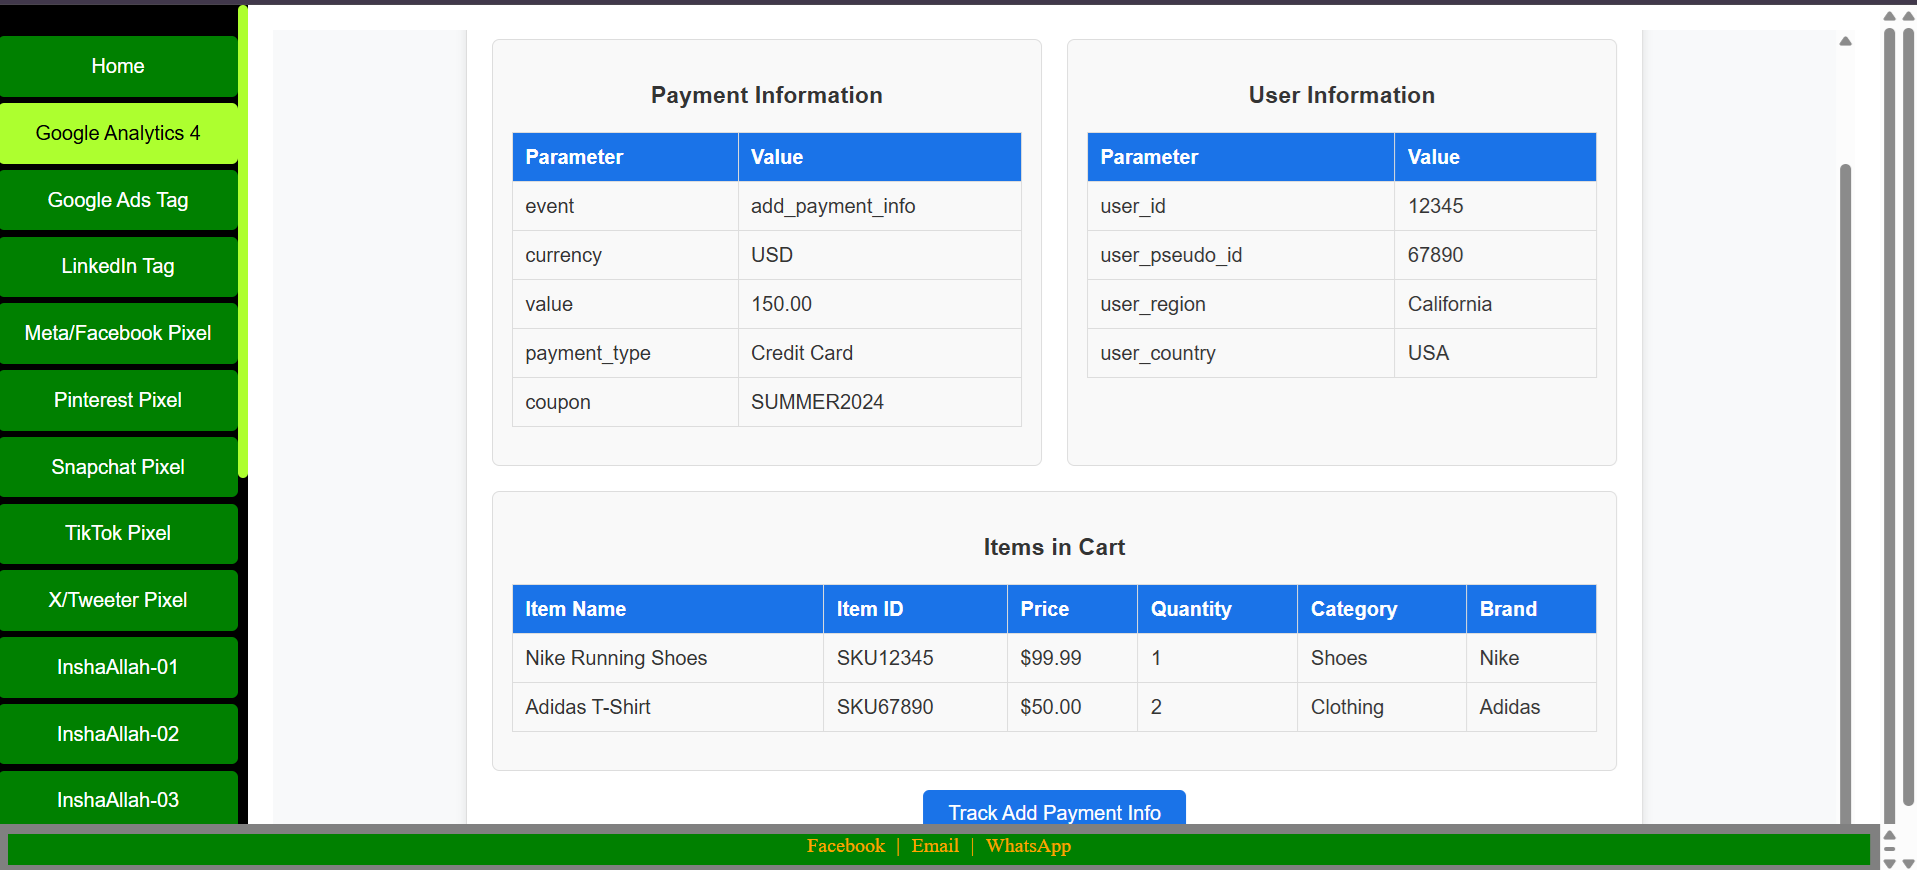 Home
Google Analytics 4
Google Ads Tag
LinkedIn Tag
Meta/Facebook Pixel
Pinterest Pixel
Snapchat Pixel
TikTok Pixel
X/Tweeter Pixel
InshaAllah-01
InshaAllah-02
InshaAllah-03
Payment Information
Parameter Value
event add_payment_info
currency USD
value 150.00
payment_type Credit Card
coupon SUMMER2024
User Information
Parameter Value
user_id 12345
user_pseudo_id 67890
user_region California
user_country USA
Items in Cart
Item Name Item ID Price Quantity Category Brand
Nike Running Shoes SKU12345 $99.99 1 Shoes Nike
Adidas T-Shirt SKU67890 $50.00 2 Clothing Adidas
Track Add Payment Info
Facebook | Email | WhatsApp